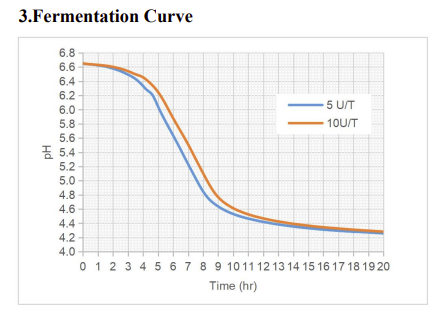 3.Fermentation Curve
6.8
6.6
6.4
6.2
6.0
5.8
5.6
5.4
5.2
5.0
4.8
4.6
4.4
4.2
4.0
pH
5 U/T
10U/T
0 1 2 3 4 5 6 7 8 9 10 11 12 13 14 15 16 17 18 19 20
Time (hr)